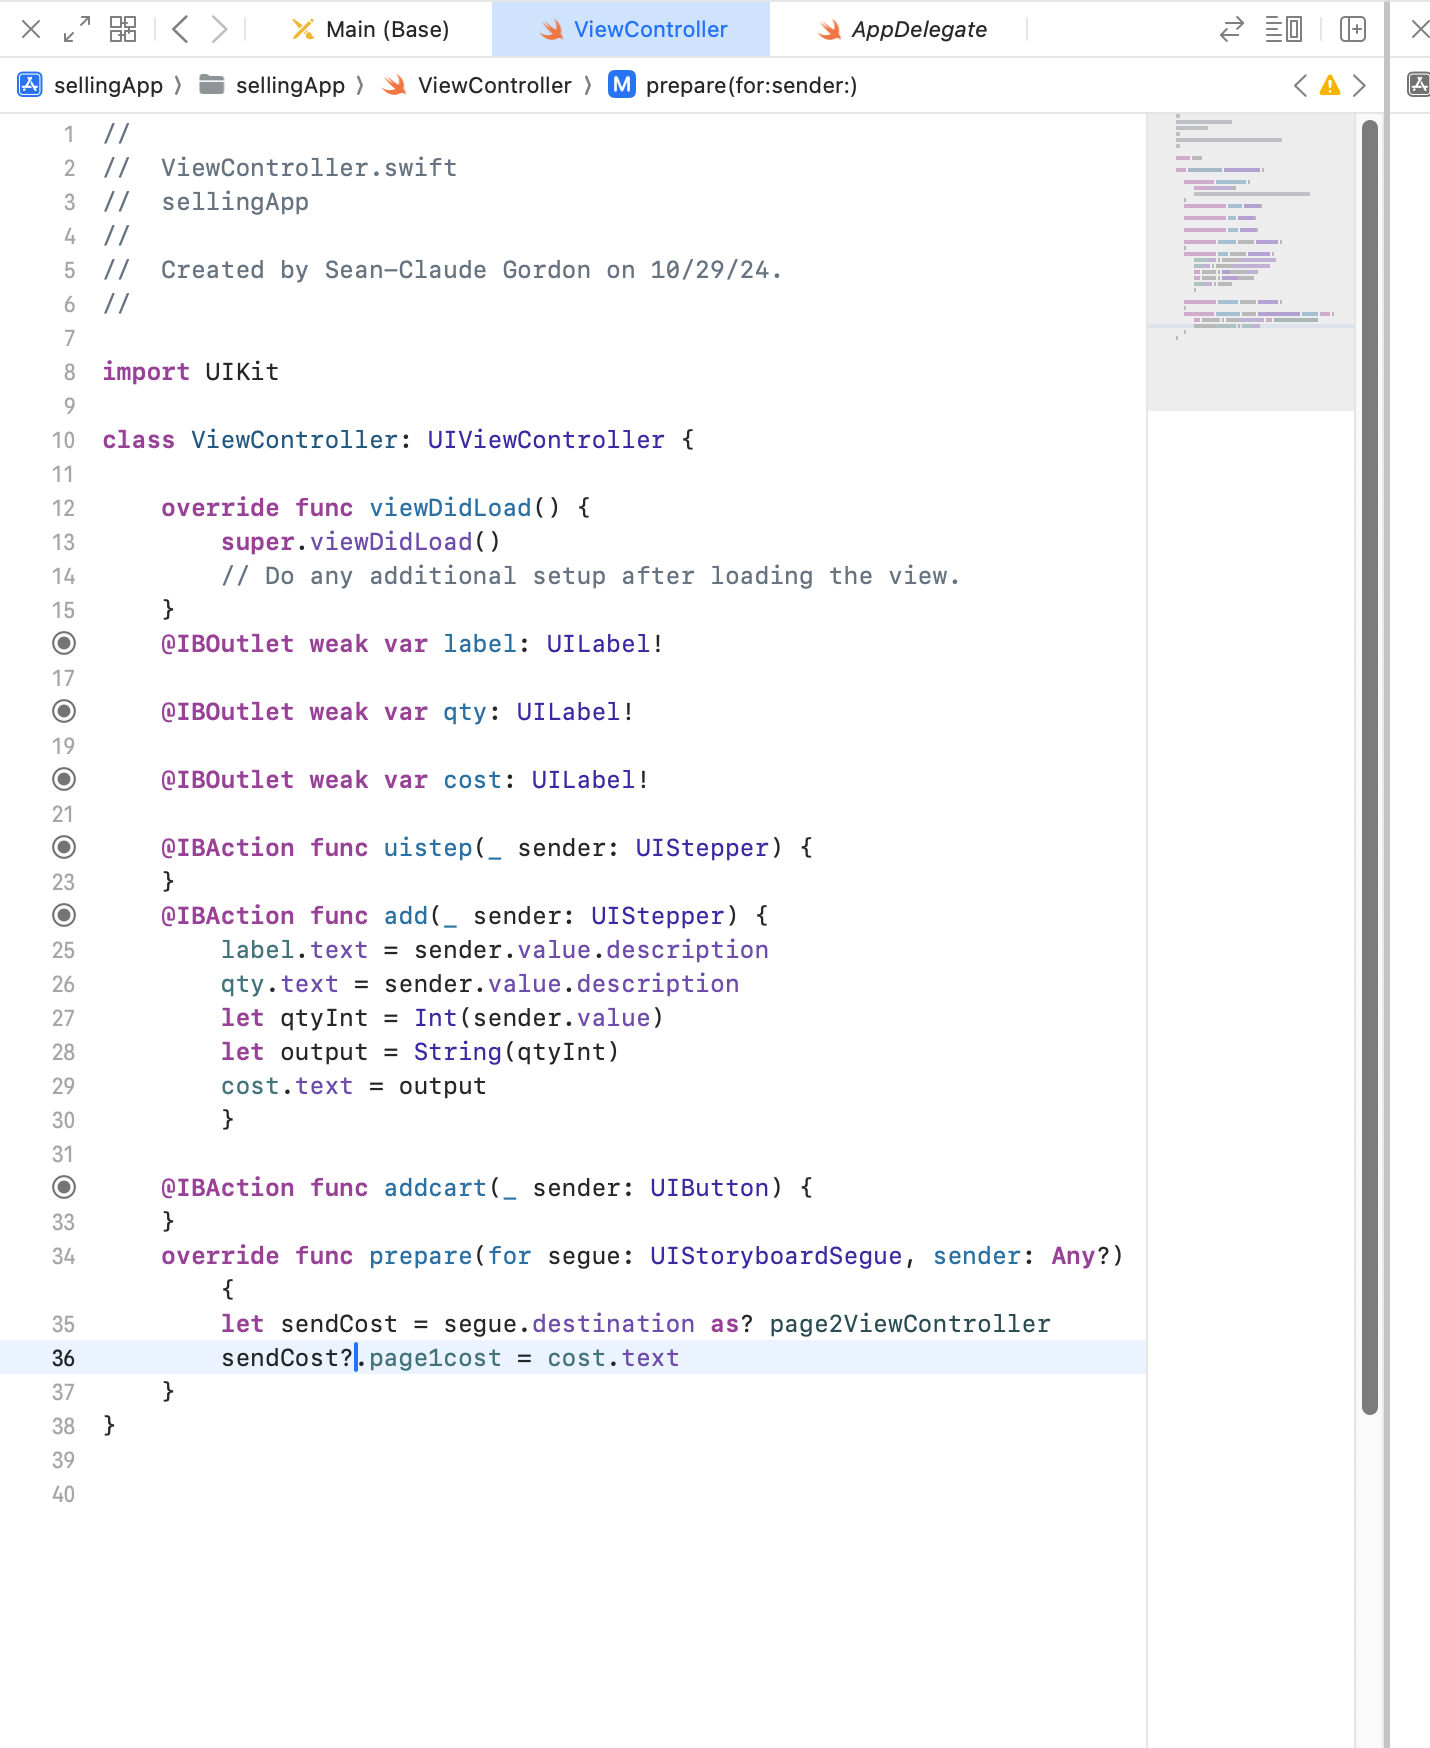 Main (Base) ViewController AppDelegate
sellingApp sellingApp ViewController M prepare(for:sender:)
1 //
2 //  ViewController.swift
3 //  sellingApp
4 //
5 //  Created by Sean-Claude Gordon on 10/29/24.
6 //
7
8 import UIKit
9
10 class ViewController: UIViewController {
11
12     override func viewDidLoad() {
13         super.viewDidLoad()
14         // Do any additional setup after loading the view.
15     }
@IBOutlet weak var label: UILabel!
17
@IBOutlet weak var qty: UILabel!
19
@IBOutlet weak var cost: UILabel!
21
@IBAction func uistep(_ sender: UIStepper) {
23     }
@IBAction func add(_ sender: UIStepper) {
25         label.text = sender.value.description
26         qty.text = sender.value.description
27         let qtyInt = Int(sender.value)
28         let output = String(qtyInt)
29         cost.text = output
30         }
31
@IBAction func addcart(_ sender: UIButton) {
33     }
34     override func prepare(for segue: UIStoryboardSegue, sender: Any?)
{
35         let sendCost = segue.destination as? page2ViewController
36         sendCost?.page1cost = cost.text
37     }
38 }
39
40